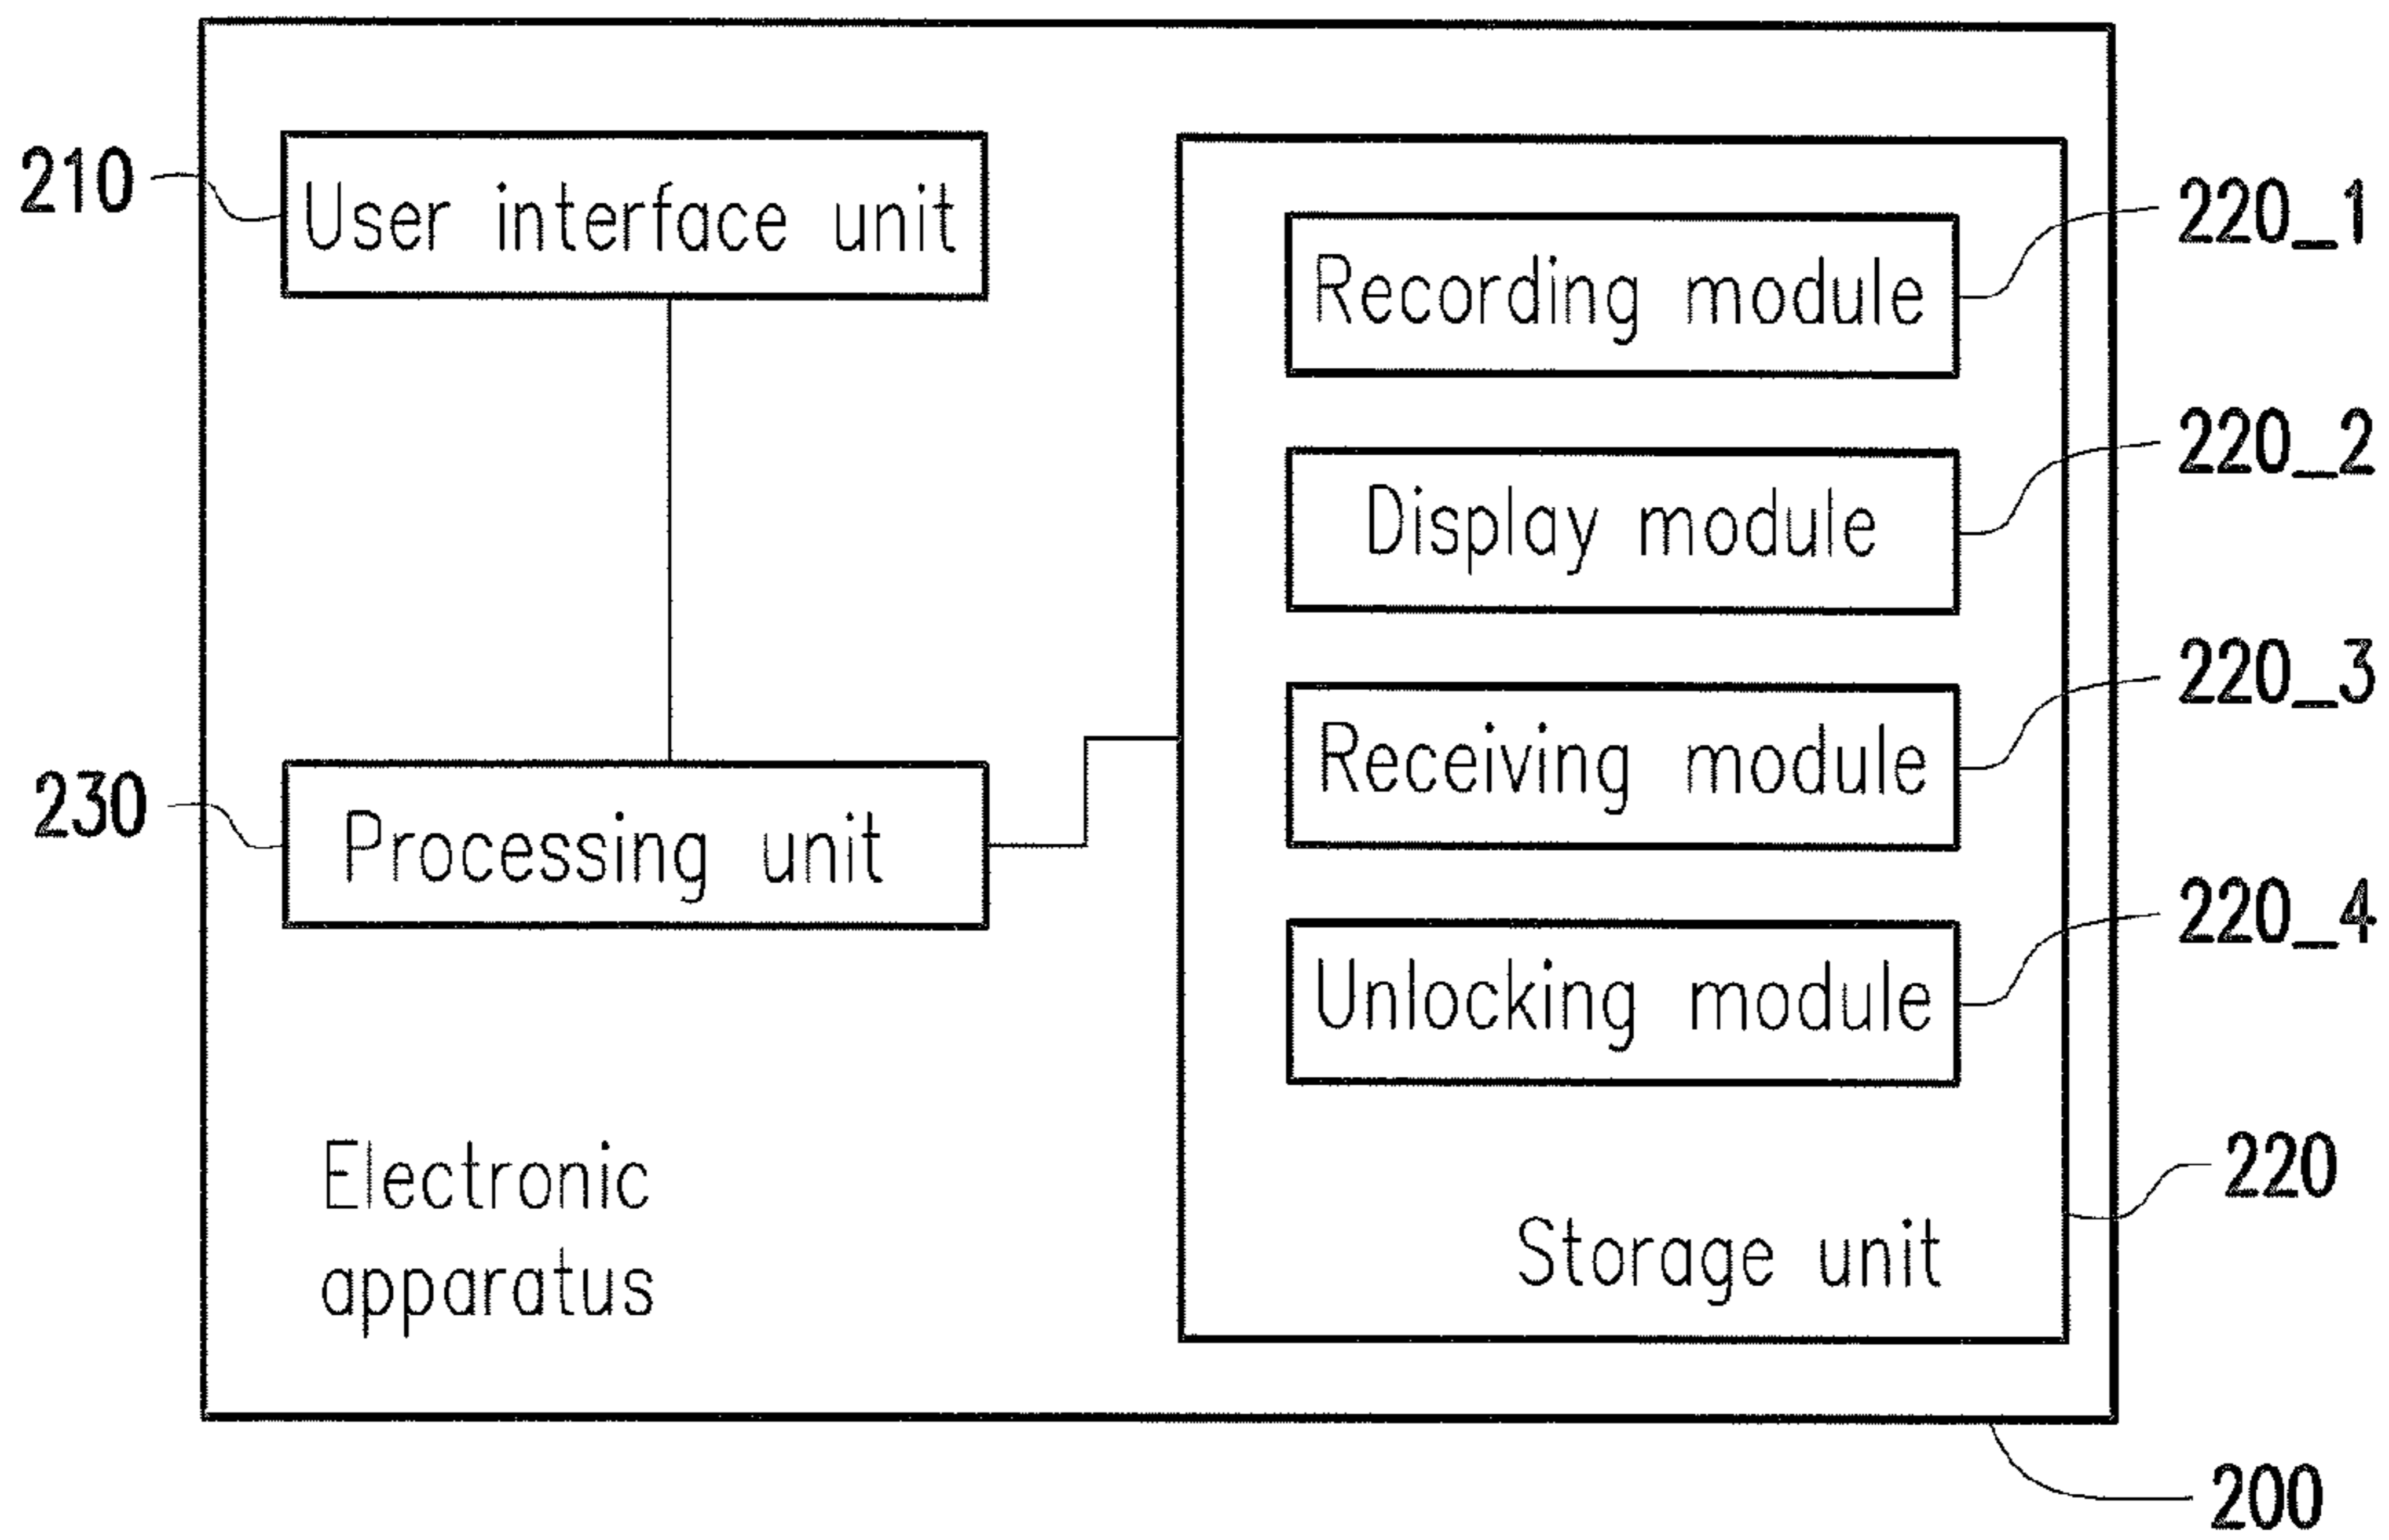 210
User interface unit
220_1
Recording module
220_2
Display module
220_3
Receiving module
230
Processing unit
220_4
Unlocking module
Electronic
apparatus
220
Storage unit
200